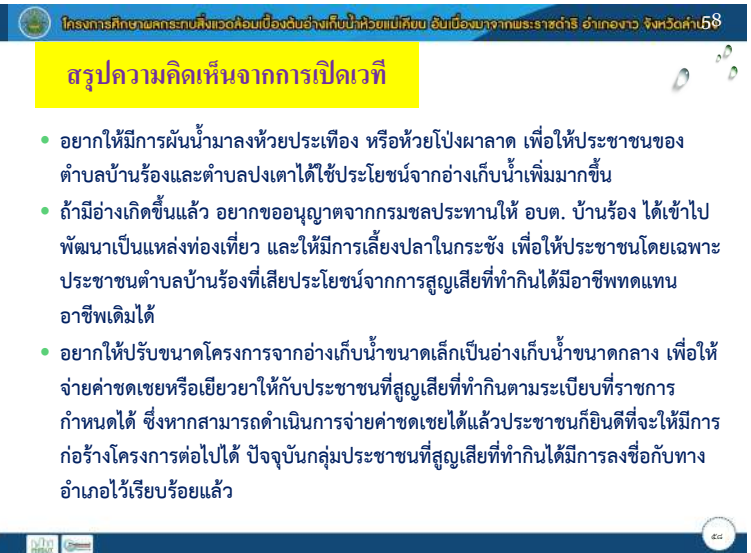 โครงการศึกษาผลกระทบสิ่งแวดล้อมเบื้องต้นอ่างเก็บน้ำห้วยแม่เคียน อันเนื่องมาจากพระราชดำริ อำเภองาว จังหวัดลำปาง
58
สรุปความคิดเห็นจากการเปิดเวที
• อยากให้มีการผันน้ำมาลงห้วยประเทือง หรือห้วยโป่งผาลาด เพื่อให้ประชาชนของ
ตำบลบ้านร้องและตำบลปงเตาได้ใช้ประโยชน์จากอ่างเก็บน้ำเพิ่มมากขึ้น
• ถ้ามีอ่างเกิดขึ้นแล้ว อยากขออนุญาตจากกรมชลประทานให้ อบต. บ้านร้อง ได้เข้าไป
พัฒนาเป็นแหล่งท่องเที่ยว และให้มีการเลี้ยงปลาในกระชัง เพื่อให้ประชาชนโดยเฉพาะ
ประชาชนตำบลบ้านร้องที่เสียประโยชน์จากการสูญเสียที่ทำกินได้มีอาชีพทดแทน
อาชีพเดิมได้
• อยากให้ปรับขนาดโครงการจากอ่างเก็บน้ำขนาดเล็กเป็นอ่างเก็บน้ำขนาดกลาง เพื่อให้
จ่ายค่าชดเชยหรือเยียวยาให้กับประชาชนที่สูญเสียที่ทำกินตามระเบียบที่ราชการ
กำหนดได้ ซึ่งหากสามารถดำเนินการจ่ายค่าชดเชยได้แล้วประชาชนก็ยินดีที่จะให้มีการ
ก่อร้างโครงการต่อไปได้ ปัจจุบันกลุ่มประชาชนที่สูญเสียที่ทำกินได้มีการลงชื่อกับทาง
อำเภอไว้เรียบร้อยแล้ว
๕๘